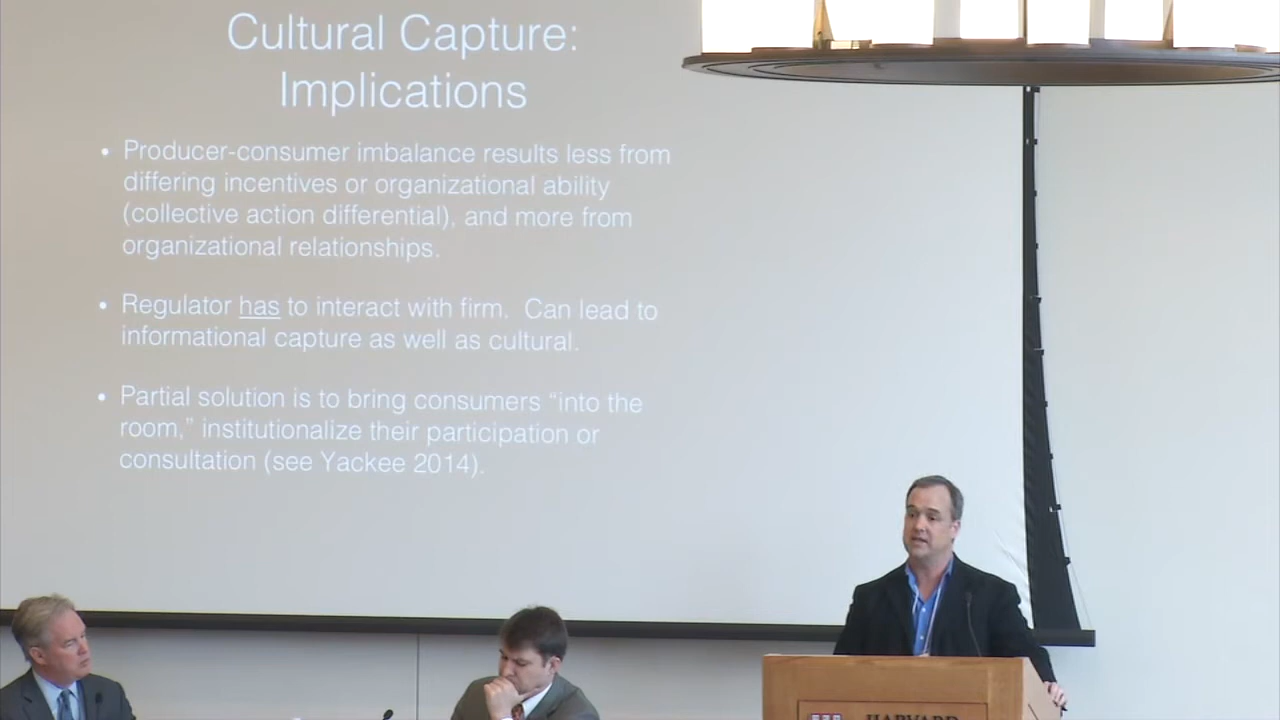 Cultural Capture:
Implications
• Producer-consumer imbalance results less from
differing incentives or organizational ability
(collective action differential), and more from
organizational relationships.
• Regulator has to interact with firm. Can lead to
informational capture as well as cultural.
• Partial solution is to bring consumers “into the
room,” institutionalize their participation or
consultation (see Yackee 2014).
HARVARD